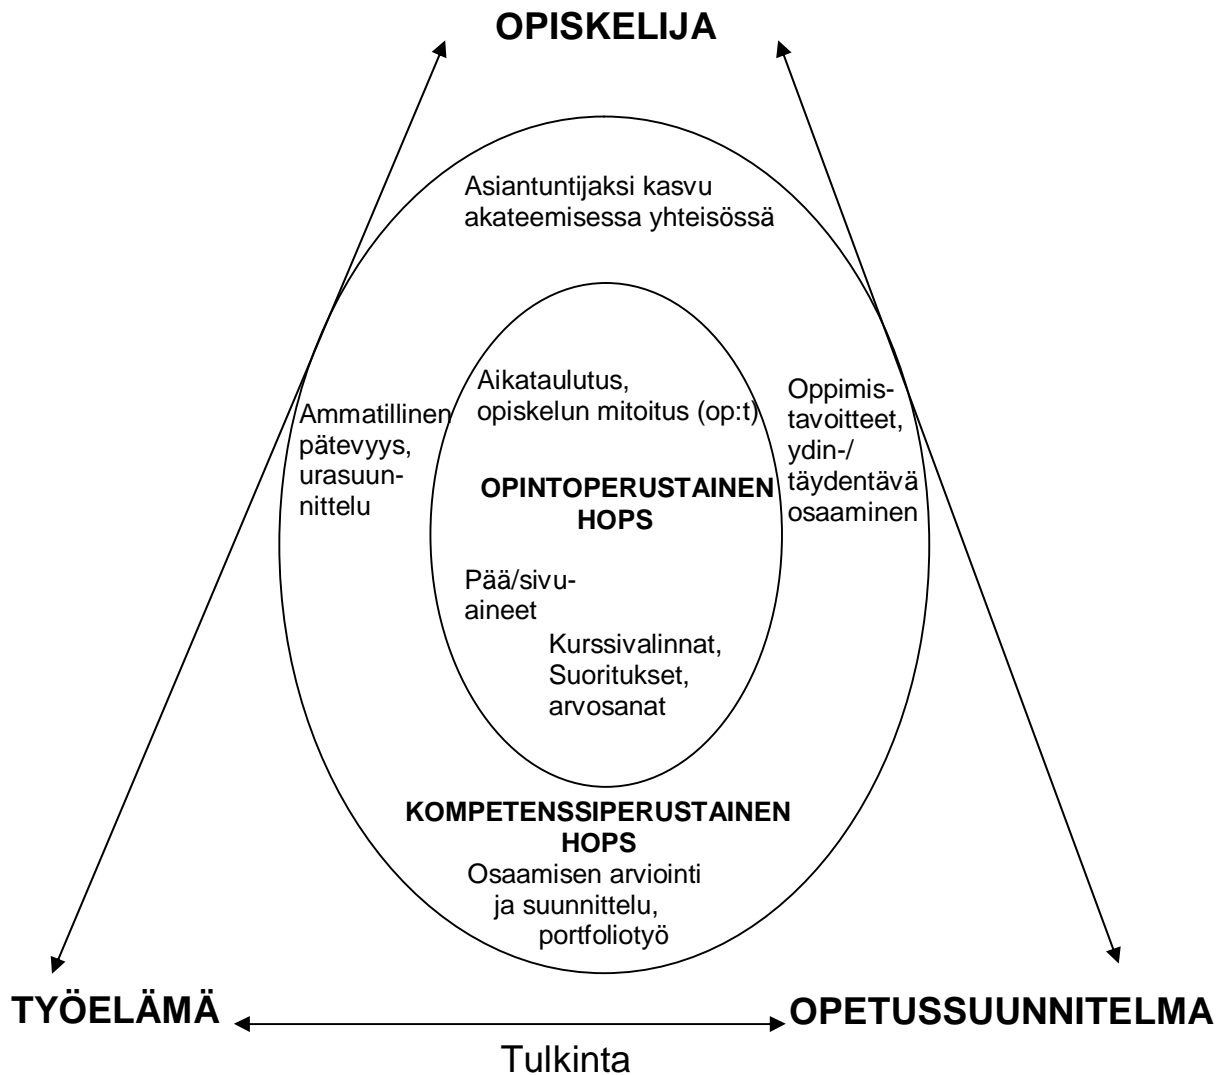 OPISKELIJA
Asiantuntijaksi kasvu
akateemisessa yhteisössä
Aikataulutus,
opiskelun mitoitus (op:t)
Ammatillinen
pätevyys,
urasuun-
nittelu
Oppimis-
tavoitteet,
ydin-/
täydentävä
osaaminen
OPINTOPERUSTAINEN
HOPS
Pää/sivu-
aineet
Kurssivalinnat,
Suoritukset,
arvosanat
KOMPETENSSIPERUSTAINEN
HOPS
Osaamisen arviointi
ja suunnittelu,
portfoliotyö
TYÖELÄMÄ
OPETUSSUUNNITELMA
Tulkinta